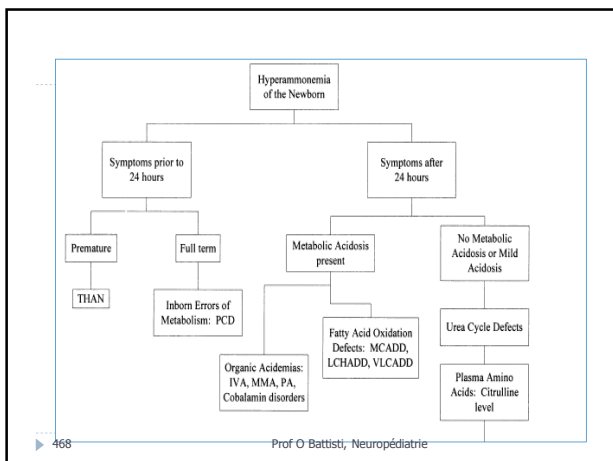 Hyperammonemia
of the Newborn
Symptoms prior to
24 hours
Symptoms after
24 hours
Premature
Full term
Metabolic Acidosis
present
No Metabolic
Acidosis or Mild
Acidosis
THAN
Inborn Errors of
Metabolism: PCD
Organic Acidemias:
IVA, MMA, PA,
Cobalamin disorders
Fatty Acid Oxidation
Defects: MCADD,
LCHADD, VLCADD
Urea Cycle Defects
Plasma Amino
Acids: Citrulline
level
468
Prof O Battisti, Neuropédiatrie